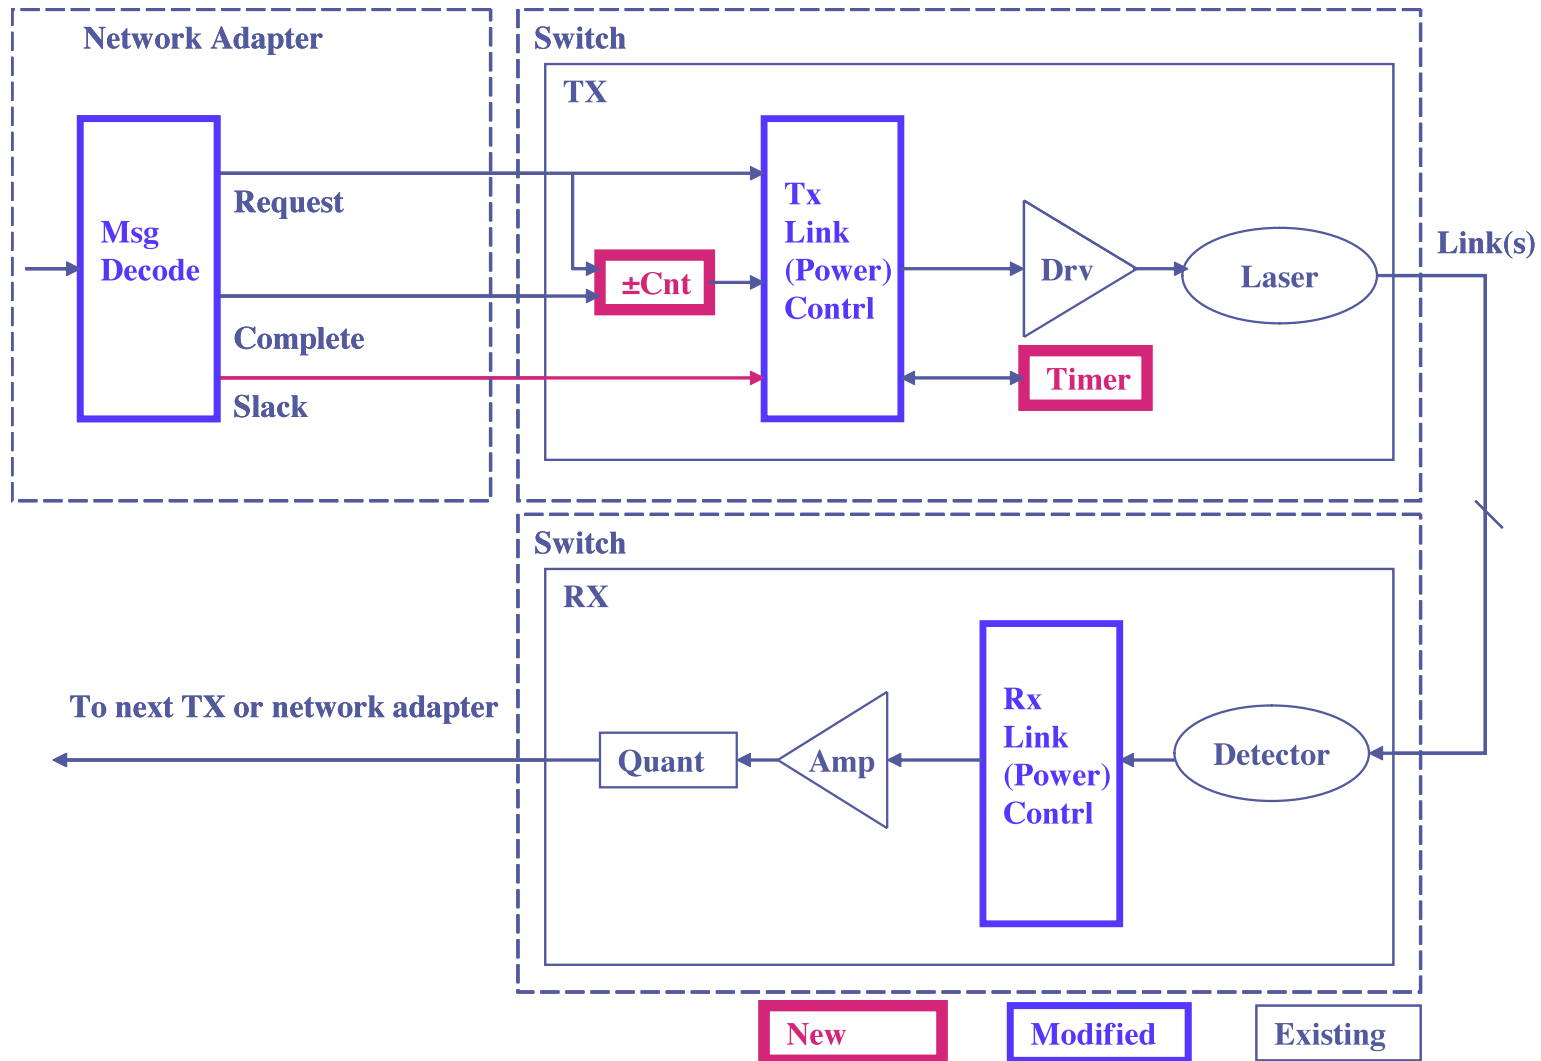 Network Adapter
Switch
TX
Request
Msg
Decode
Complete
Slack
±Cnt
Tx
Link
(Power)
Contrl
Drv
Laser
Timer
Link(s)
Switch
RX
To next TX or network adapter
Quant
Amp
Rx
Link
(Power)
Contrl
Detector
New
Modified
Existing